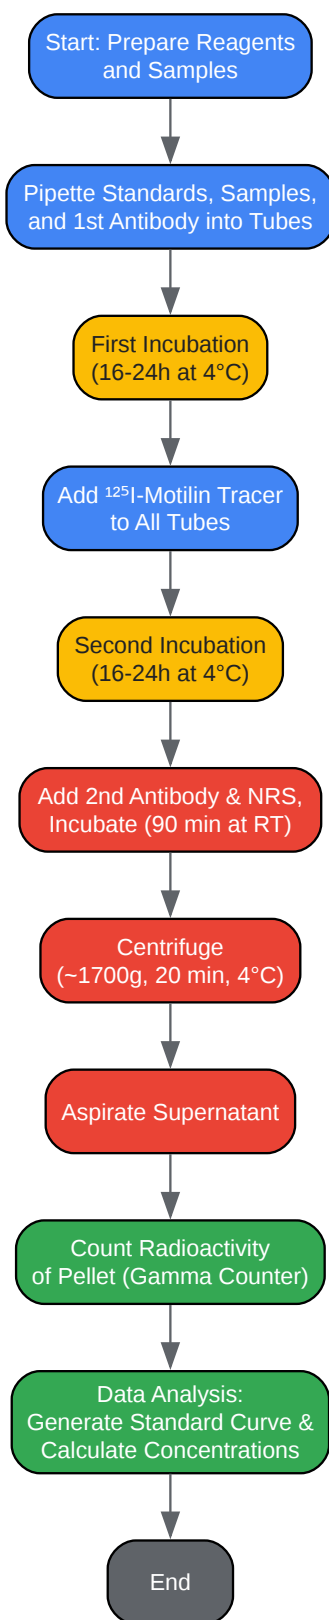 Start: Prepare Reagents
and Samples
Pipette Standards, Samples,
and 1st Antibody into Tubes
First Incubation
(16-24h at 4°C)
Add ¹²⁵I-Motilin Tracer
to All Tubes
Second Incubation
(16-24h at 4°C)
Add 2nd Antibody & NRS,
Incubate (90 min at RT)
Centrifuge
(~1700g, 20 min, 4°C)
Aspirate Supernatant
Count Radioactivity
of Pellet (Gamma Counter)
Data Analysis:
Generate Standard Curve &
Calculate Concentrations
End